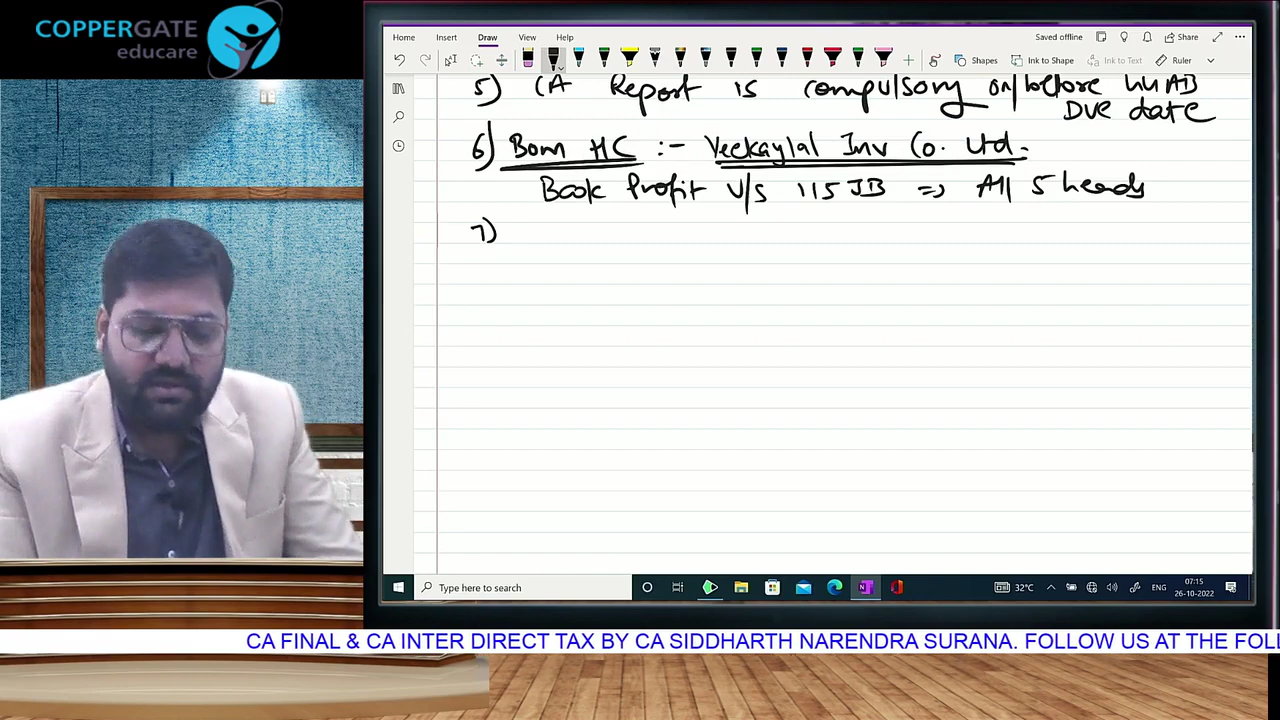 COPPERGATE
educare
Home Insert Draw View Help
Saved offline
Share
Shapes
Ink to Shape
Ink to Text
Ruler
5) CA Report is compulsory on/before 44AB
Due date
6) Bom HC :- Veekaylal Inv Co. Ltd.
Book Profit u/s 115JB => All 5 heads
7)
Type here to search
32°C
ENG
07:15
26-10-2022
CA FINAL & CA INTER DIRECT TAX BY CA SIDDHARTH NARENDRA SURANA. FOLLOW US AT THE FOLL